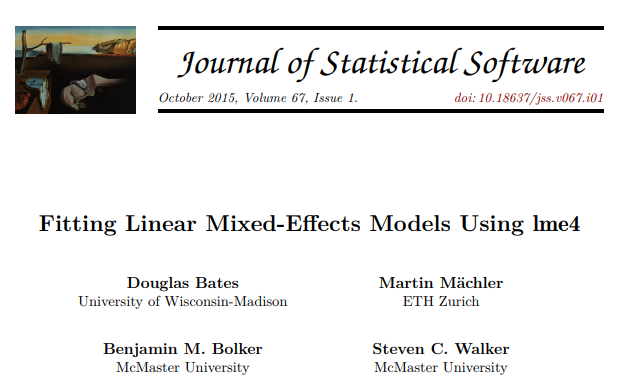 Journal of Statistical Software
October 2015, Volume 67, Issue 1. doi: 10.18637/jss.v067.i01
Fitting Linear Mixed-Effects Models Using lme4
Douglas Bates Martin Mächler
University of Wisconsin-Madison ETH Zurich
Benjamin M. Bolker Steven C. Walker
McMaster University McMaster University